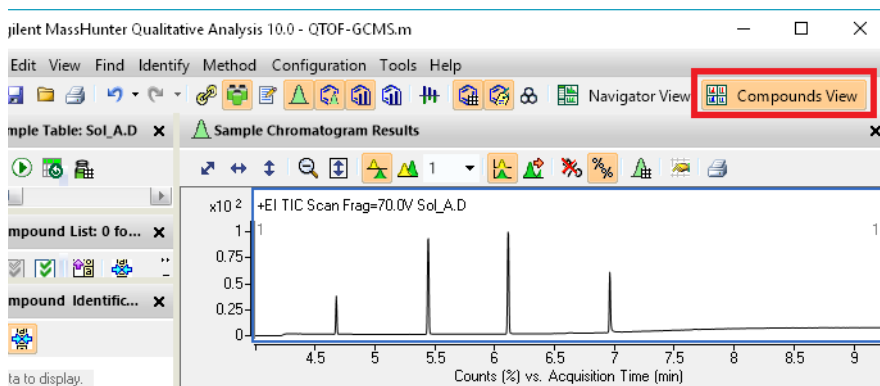 gilent MassHunter Qualitative Analysis 10.0 - QTOF-GCMS.m
Edit View Find Identify Method Configuration Tools Help
Navigator View Compounds View
mple Table: Sol_A.D X
Sample Chromatogram Results
1
x10 2 +EI TIC Scan Frag=70.0V Sol_A.D
1 1 1
0.75
0.5
0.25
0
mpound List: 0 fo... X
mpound Identific... X
ta to display.
4.5 5 5.5 6 6.5 7 7.5 8 8.5 9
Counts (%) vs. Acquisition Time (min)